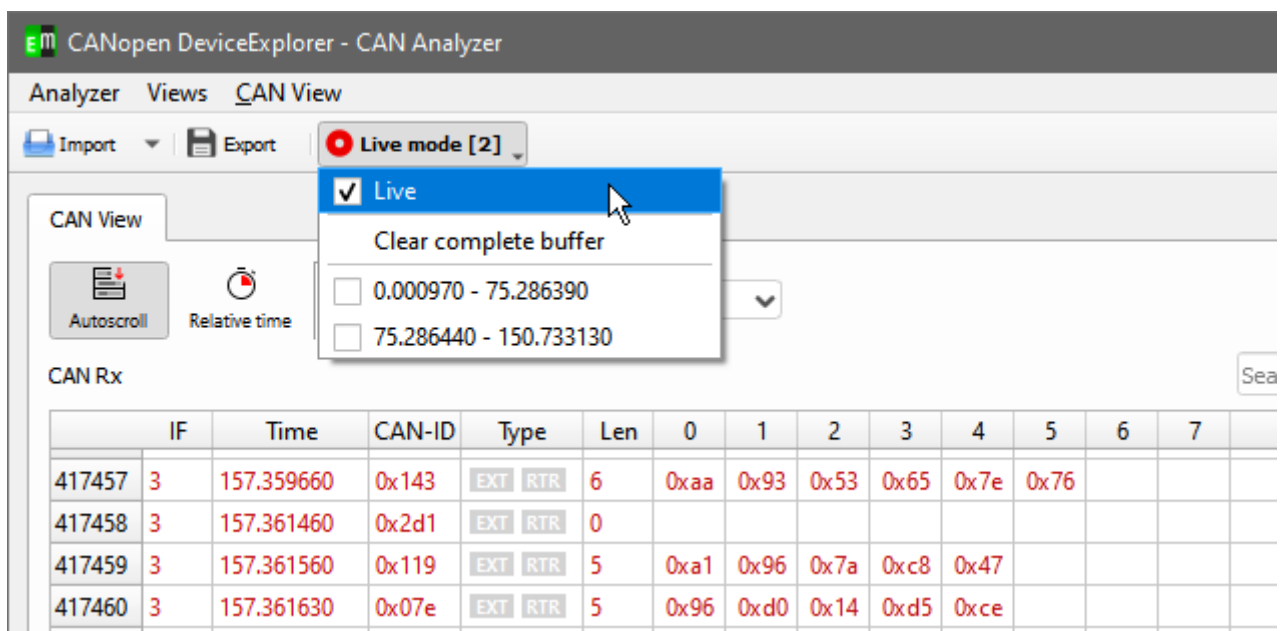 EM CANopen DeviceExplorer - CAN Analyzer
Analyzer Views CAN View
Import Export Live mode [2]
Live
CAN View
Clear complete buffer
0.000970 - 75.286390
Autoscroll Relative time
75.286440 - 150.733130
CAN Rx Sea
IF Time CAN-ID Type Len 0 1 2 3 4 5 6 7
417457 3 157.359660 0x143 EXT RTR 6 0xaa 0x93 0x53 0x65 0x7e 0x76
417458 3 157.361460 0x2d1 EXT RTR 0
417459 3 157.361560 0x119 EXT RTR 5 0xa1 0x96 0x7a 0xc8 0x47
417460 3 157.361630 0x07e EXT RTR 5 0x96 0xd0 0x14 0xd5 0xce